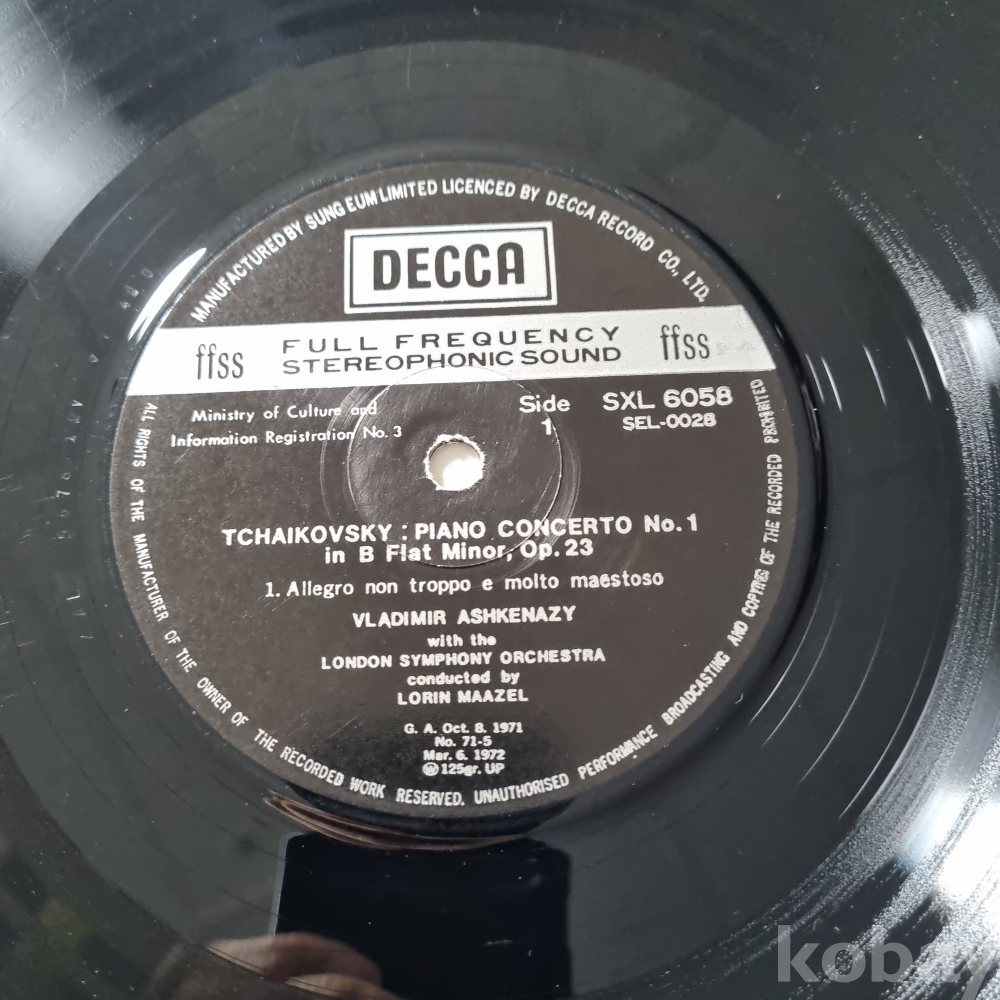 MANUFACTURED BY SUNG EUM LIMITED LICENCED BY DECCA RECORD CO., LTD.
DECCA
ffss FULL FREQUENCY STEREOPHONIC SOUND ffss
Ministry of Culture and
Information Registration No. 3
Side 1
SXL 6058
SEL-0028
TCHAIKOVSKY : PIANO CONCERTO No. 1
in B Flat Minor, Op. 23
1. Allegro non troppo e molto maestoso
VLADIMIR ASHKENAZY
with the
LONDON SYMPHONY ORCHESTRA
conducted by
LORIN MAAZEL
G. A. Oct. 8. 1971
No. 71-5
Mar. 6. 1972
Ⓦ 125gr. UP
ALL RIGHTS OF THE MANUFACTURER OF THE OWNER OF THE RECORDED WORK RESERVED. UNAUTHORISED PERFORMANCE BROADCASTING AND COPYING OF THE RECORDED PROHIBITED